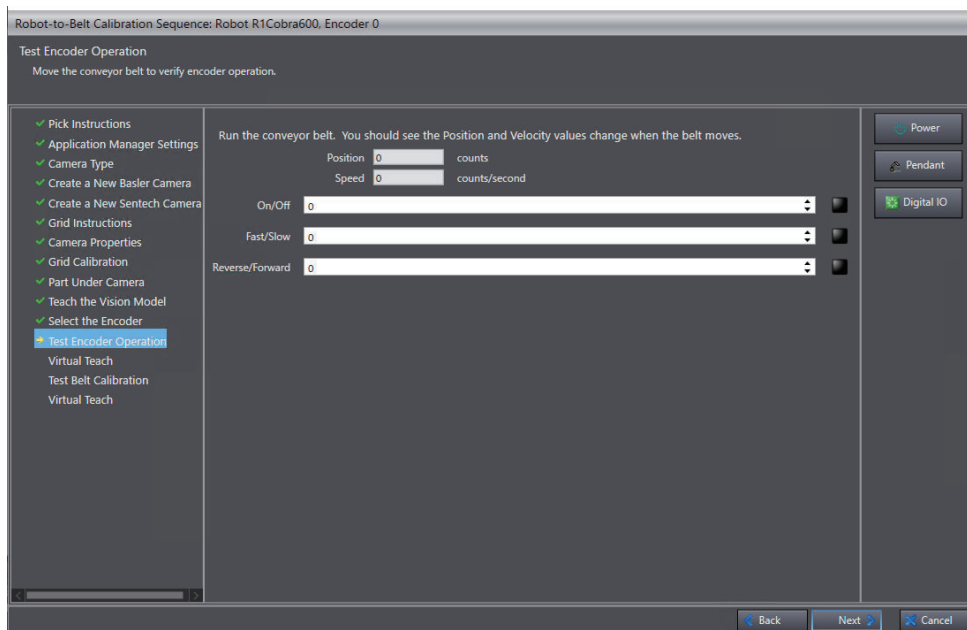 Robot-to-Belt Calibration Sequence: Robot R1Cobra600, Encoder 0
Test Encoder Operation
Move the conveyor belt to verify encoder operation.
Pick Instructions
Application Manager Settings
Camera Type
Create a New Basler Camera
Create a New Sentech Camera
Grid Instructions
Camera Properties
Grid Calibration
Part Under Camera
Teach the Vision Model
Select the Encoder
Test Encoder Operation
Virtual Teach
Test Belt Calibration
Virtual Teach
Run the conveyor belt. You should see the Position and Velocity values change when the belt moves.
Position 0 counts
Speed 0 counts/second
On/Off 0
Fast/Slow 0
Reverse/Forward 0
Power
Pendant
Digital IO
Back Next Cancel